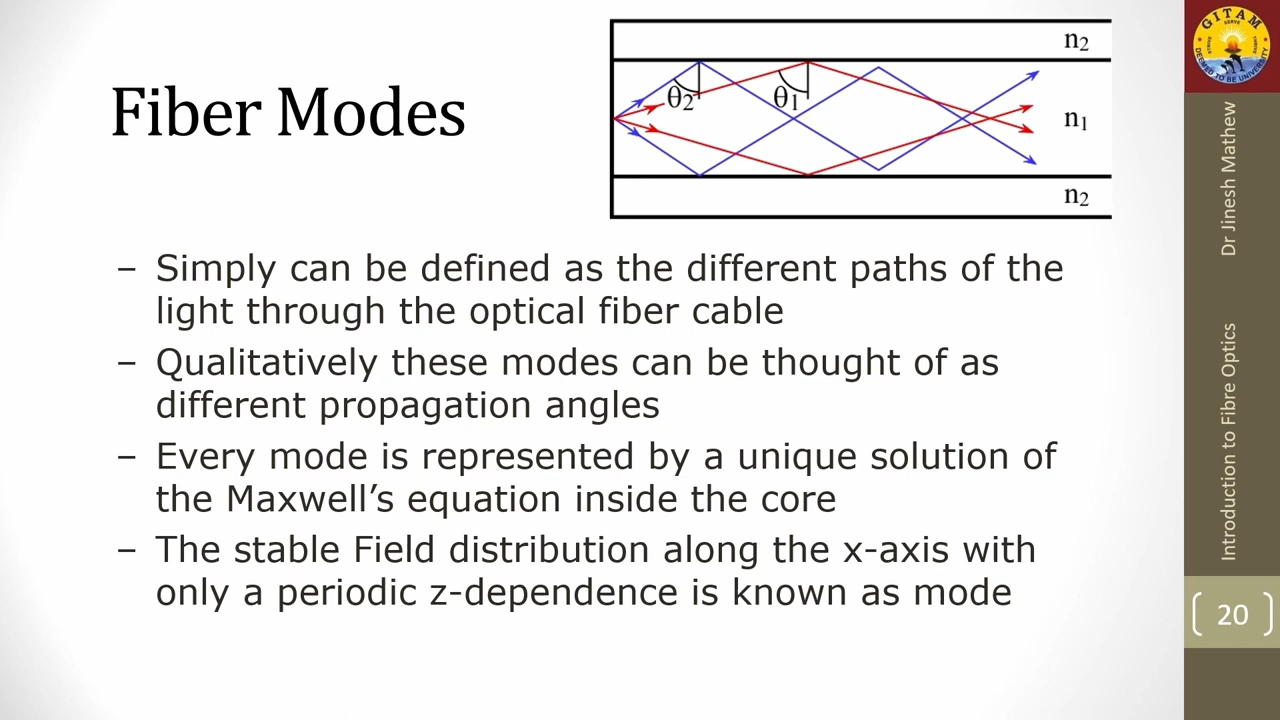 Fiber Modes
n2
θ2
θ1
n1
n2
– Simply can be defined as the different paths of the
light through the optical fiber cable
– Qualitatively these modes can be thought of as
different propagation angles
– Every mode is represented by a unique solution of
the Maxwell’s equation inside the core
– The stable Field distribution along the x-axis with
only a periodic z-dependence is known as mode
GITAM
Dr Jinesh Mathew
Introduction to Fibre Optics
20